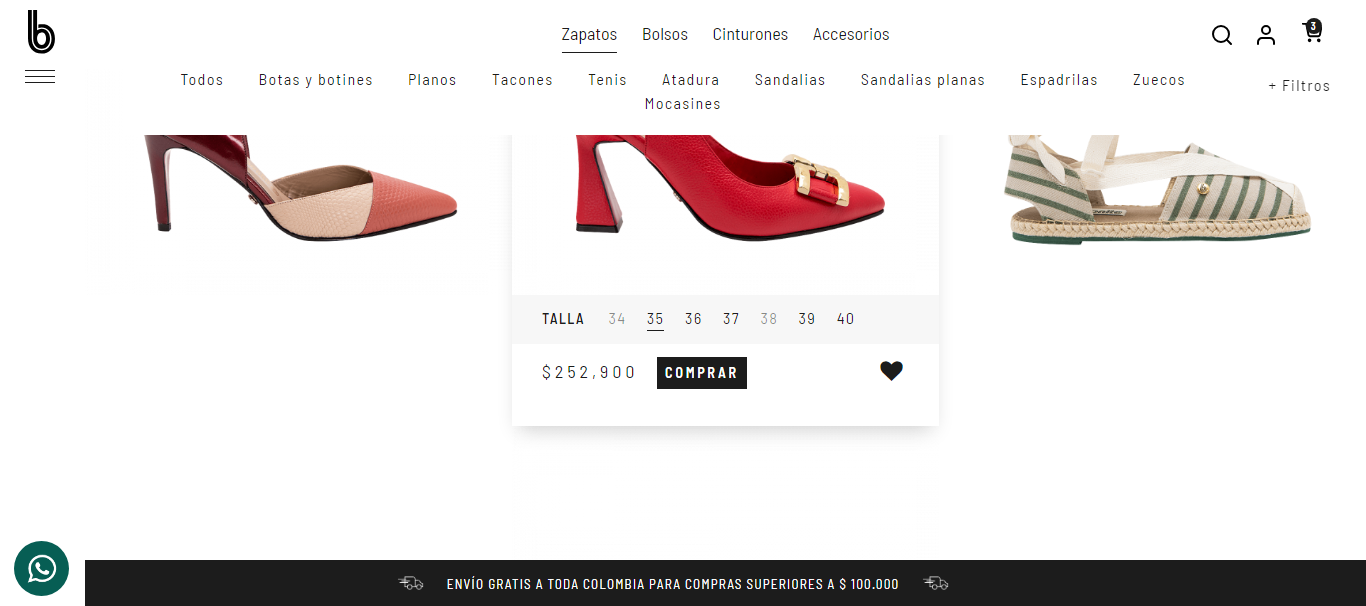 b
Zapatos Bolsos Cinturones Accesorios
3
Todos Botas y botines Planos Tacones Tenis Atadura Sandalias Sandalias planas Espadrilas Zuecos
Mocasines
+ Filtros
TALLA 34 35 36 37 38 39 40
$252,900 COMPRAR
ENVÍO GRATIS A TODA COLOMBIA PARA COMPRAS SUPERIORES A $ 100.000